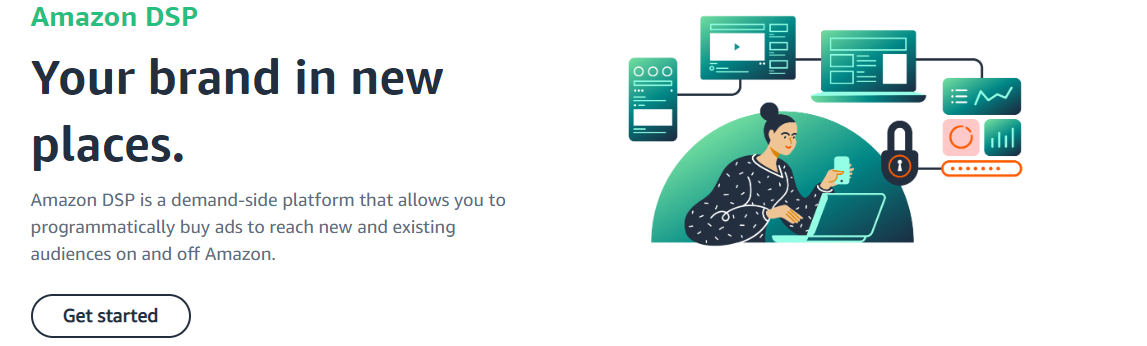 Amazon DSP
Your brand in new
places.
Amazon DSP is a demand-side platform that allows you to
programmatically buy ads to reach new and existing
audiences on and off Amazon.
Get started